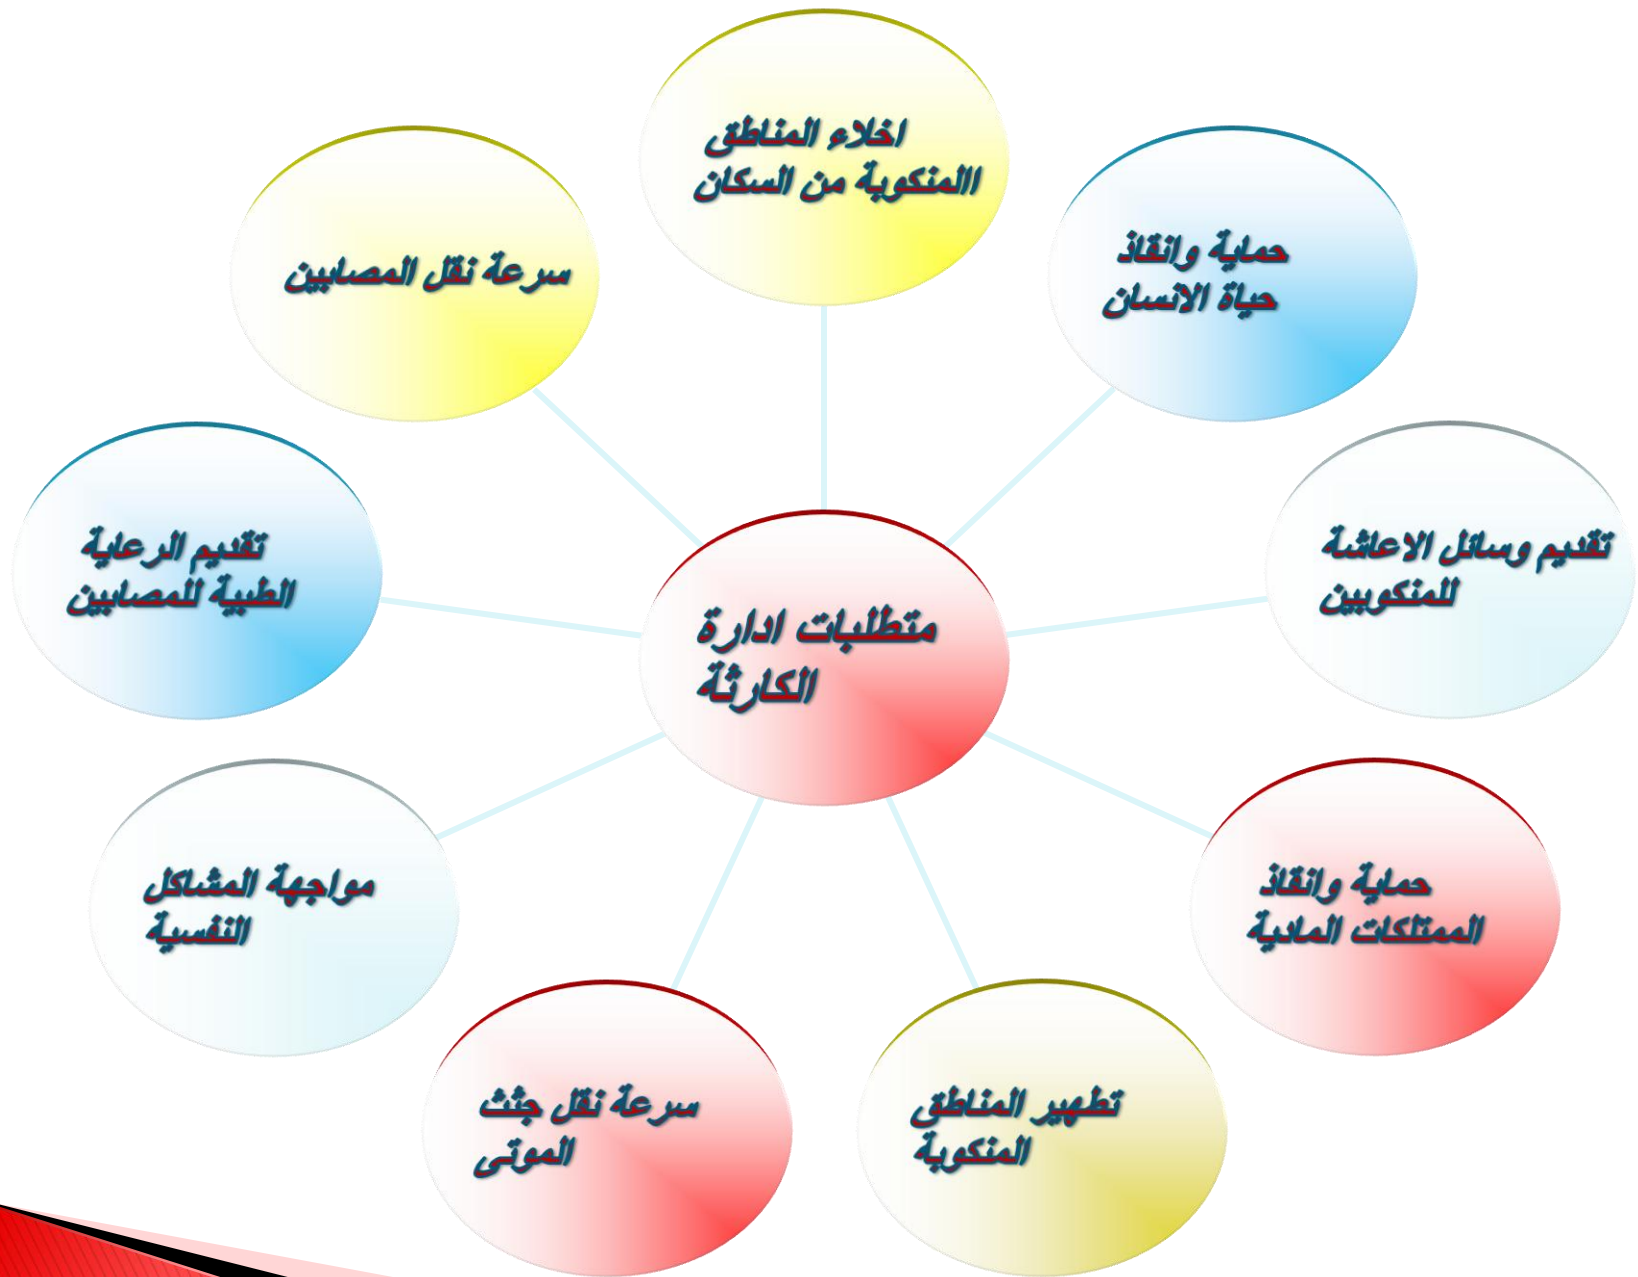 اخلاء المناطق
االمنكوبة من السكان
حماية وانقاذ
حياة الانسان
تقديم وسائل الاعاشة
للمنكوبين
حماية وانقاذ
الممتلكات المادية
تطهير المناطق
المنكوبة
سرعة نقل جثث
الموتى
مواجهة المشاكل
النفسية
تقديم الرعاية
الطبية للمصابين
سرعة نقل المصابين
متطلبات ادارة
الكارثة